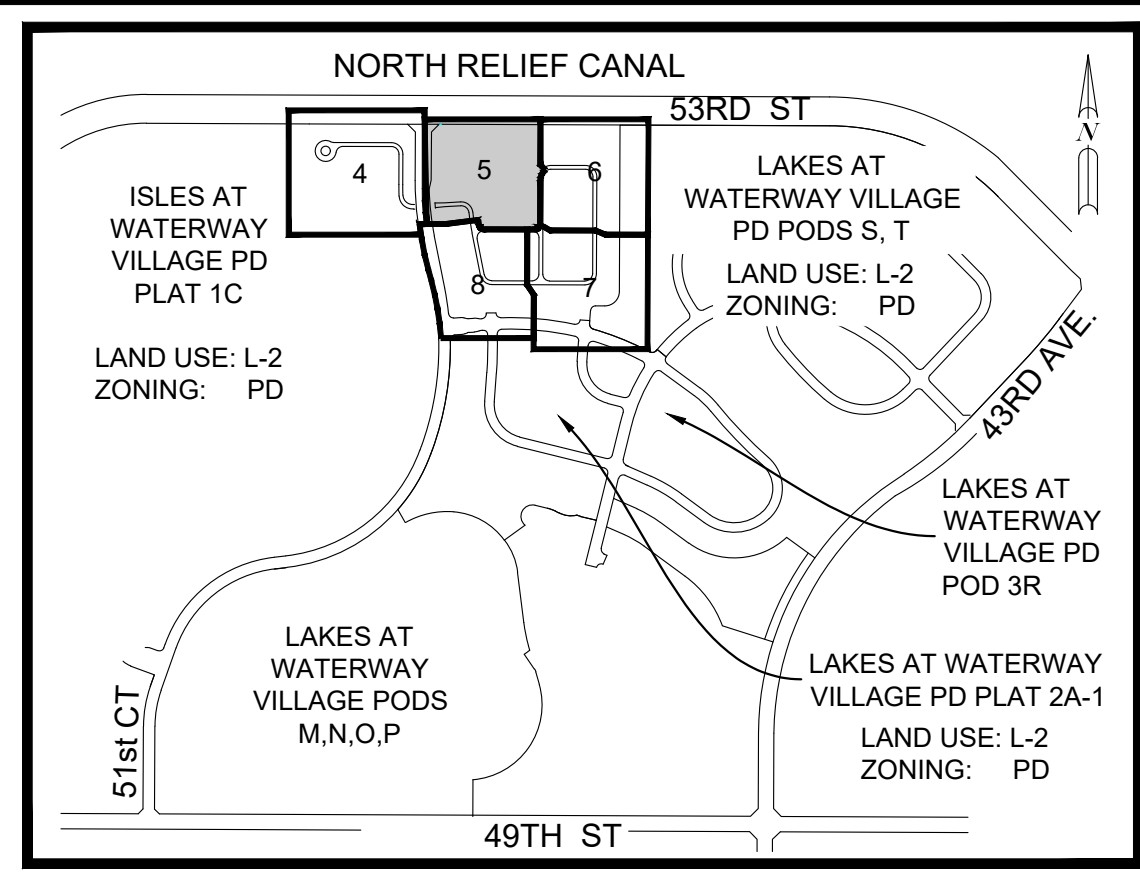 NORTH RELIEF CANAL
53RD ST
N
4
5
6
7
8
ISLES AT
WATERWAY
VILLAGE PD
PLAT 1C
LAND USE: L-2
ZONING: PD
LAKES AT
WATERWAY VILLAGE
PD PODS S, T
LAND USE: L-2
ZONING: PD
43RD AVE.
LAKES AT
WATERWAY
VILLAGE PD
POD 3R
LAKES AT WATERWAY
VILLAGE PD PLAT 2A-1
LAND USE: L-2
ZONING: PD
LAKES AT
WATERWAY
VILLAGE PODS
M,N,O,P
51st CT
49TH ST